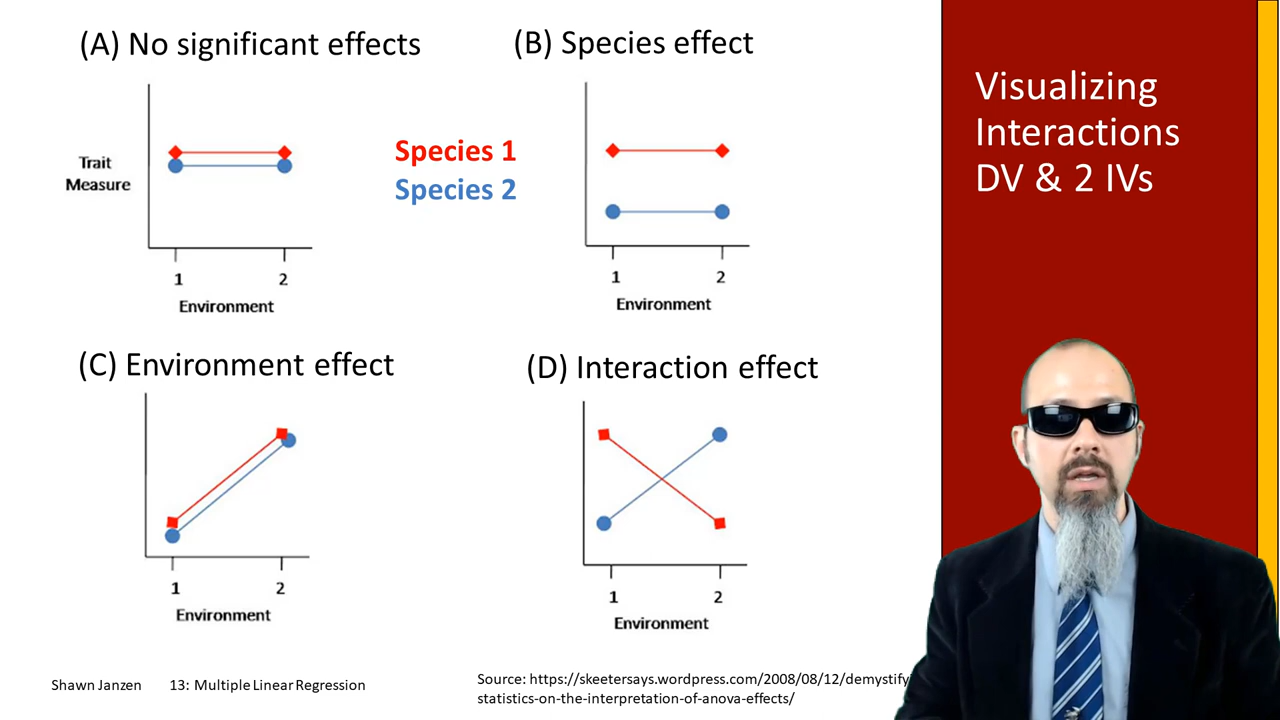 (A) No significant effects
(B) Species effect
Visualizing
Interactions
DV & 2 IVs
Trait
Measure
Species 1
Species 2
1 2
Environment
1 2
Environment
(C) Environment effect
(D) Interaction effect
1 2
Environment
1 2
Environment
Shawn Janzen 13: Multiple Linear Regression
Source: https://skeetersays.wordpress.com/2008/08/12/demystify
statistics-on-the-interpretation-of-anova-effects/